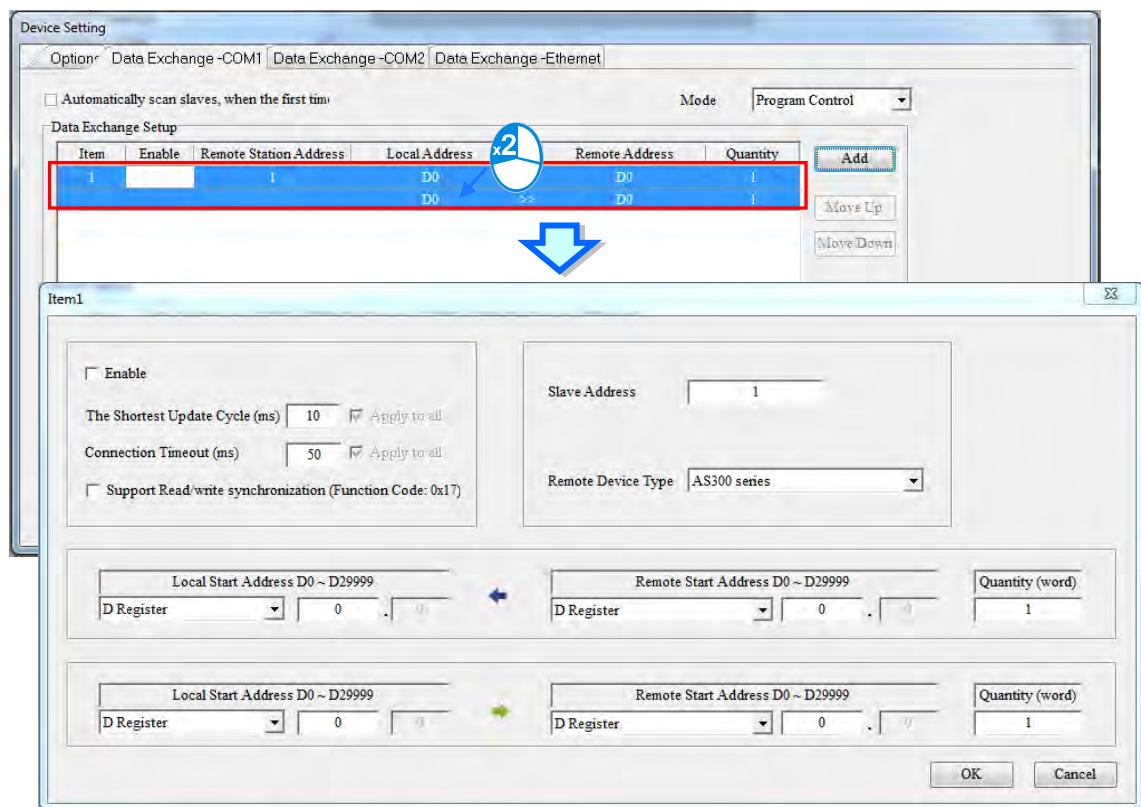 Device Setting
Options Data Exchange -COM1 Data Exchange -COM2 Data Exchange -Ethernet
Automatically scan slaves, when the first time
Mode Program Control
Data Exchange Setup
Item Enable Remote Station Address Local Address Remote Address Quantity
Add
x2
1 1 D0 D0 1
D0 >> D0 1
Move Up
Move Down
Item1
Enable
The Shortest Update Cycle (ms) 10 Apply to all
Connection Timeout (ms) 50 Apply to all
Support Read/write synchronization (Function Code: 0x17)
Slave Address 1
Remote Device Type AS300 series
Local Start Address D0 ~ D29999 Remote Start Address D0 ~ D29999 Quantity (word)
D Register 0 . 0 D Register 0 . 0 1
Local Start Address D0 ~ D29999 Remote Start Address D0 ~ D29999 Quantity (word)
D Register 0 0 D Register 0 . 0 1
OK Cancel